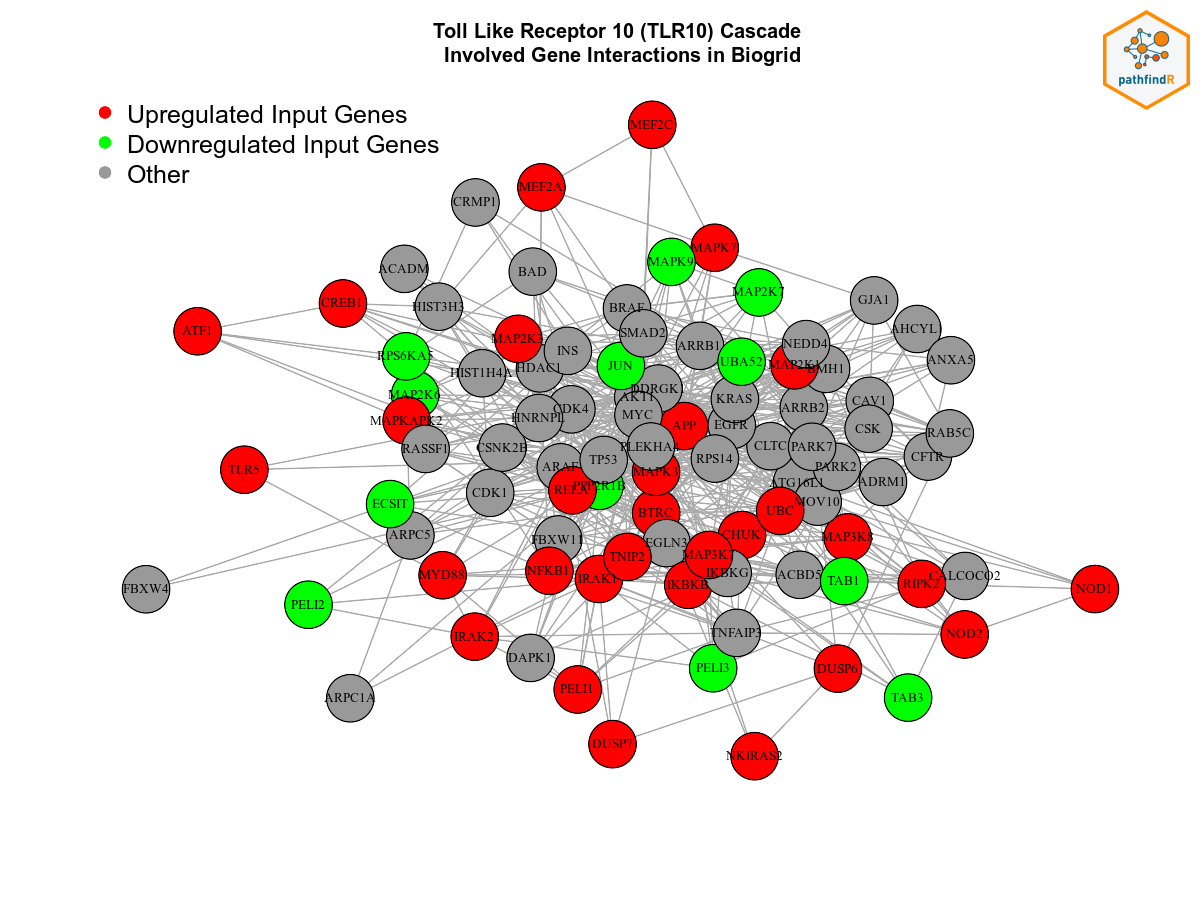 Toll Like Receptor 10 (TLR10) Cascade
Involved Gene Interactions in Biogrid
pathfindR
Upregulated Input Genes
Downregulated Input Genes
Other
MEF2C
MEF2A
CRMP1
MAPK7
MAPK9
ACADM
BAD
MAP2K7
GJA1
CREB1
HIST3H3
BRAF
ATF1
SMAD2
AHCYL1
MAP2K3
ARRB1
NEDD4
INS
RPS6KA5
HDAC1
JUN
UBA52
MAP2K1
BMH1
ANXA5
HIST1H4A
DDRGK
MAP2K6
AKT1
KRAS
CDK4
MYC
ARRB2
CAV1
MAPKAPK2
HNRNPL
APP
EGFR
CSK
RAB5C
RASSF1
CSNK2B
PLEKHA4
CLTC
PARK7
TP53
RPS14
CFTR
TLR5
ARAF
MAPK3
PARK2
ATG16L1
ADRM1
CDK1
RELA
PPP2R1B
MOV10
ECSIT
BTRC
UBC
ARPC5
FBXW11
EGLN3
CHUK
MAP3K8
TNIP2
MAP3K7
MYD88
NFKB1
IRAK1
IKBKG
IKBKB
ACBD5
TAB1
RIPK2
CALCOCO2
FBXW4
NOD1
PELI2
IRAK2
TNFAIP3
NOD2
DAPK1
PELI3
DUSP6
PELI1
ARPC1A
TAB3
DUSP7
NKIRAS2